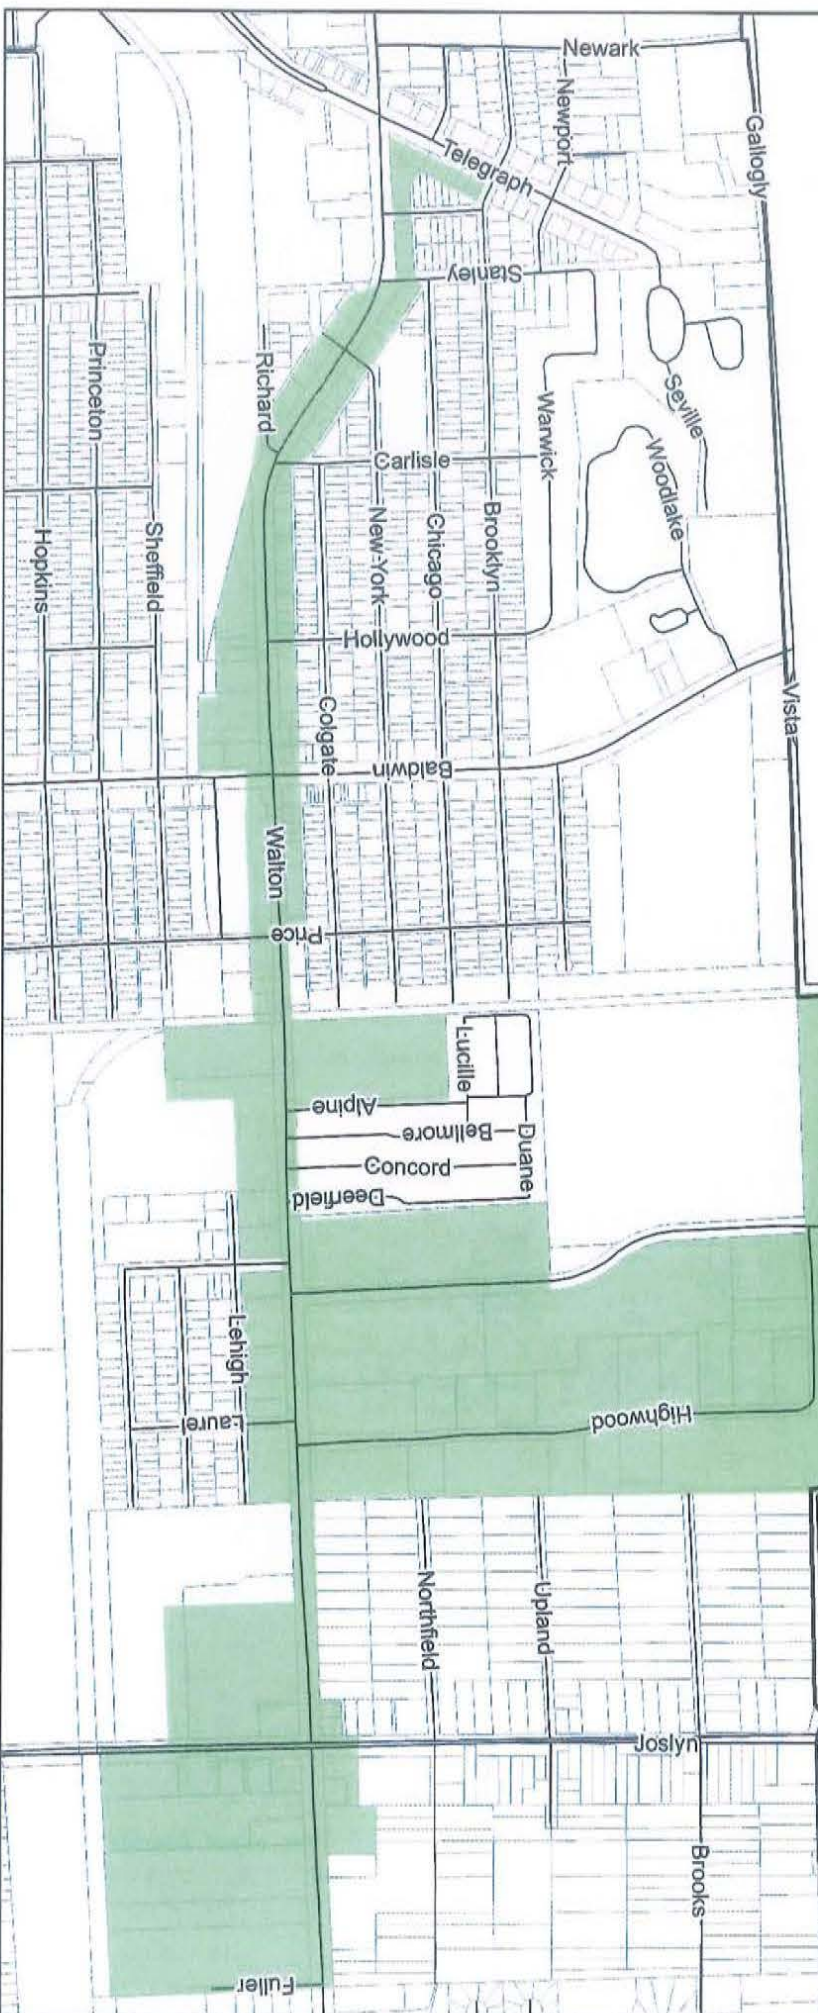 Newark
Newport
Gallogly
Telegraph
Stanley
Seville
Richard
Princeton
Warwick
Woodlake
Carlisle
New York
Chicago
Brooklyn
Sheffield
Hopkins
Hollywood
Colgate
Vista
Baldwin
Walton
Price
Lucille
Alpine
Bellmore
Duane
Concord
Deerfield
Lehigh
Laurel
Highwood
Northfield
Upland
Joslyn
Brooks
Fuller